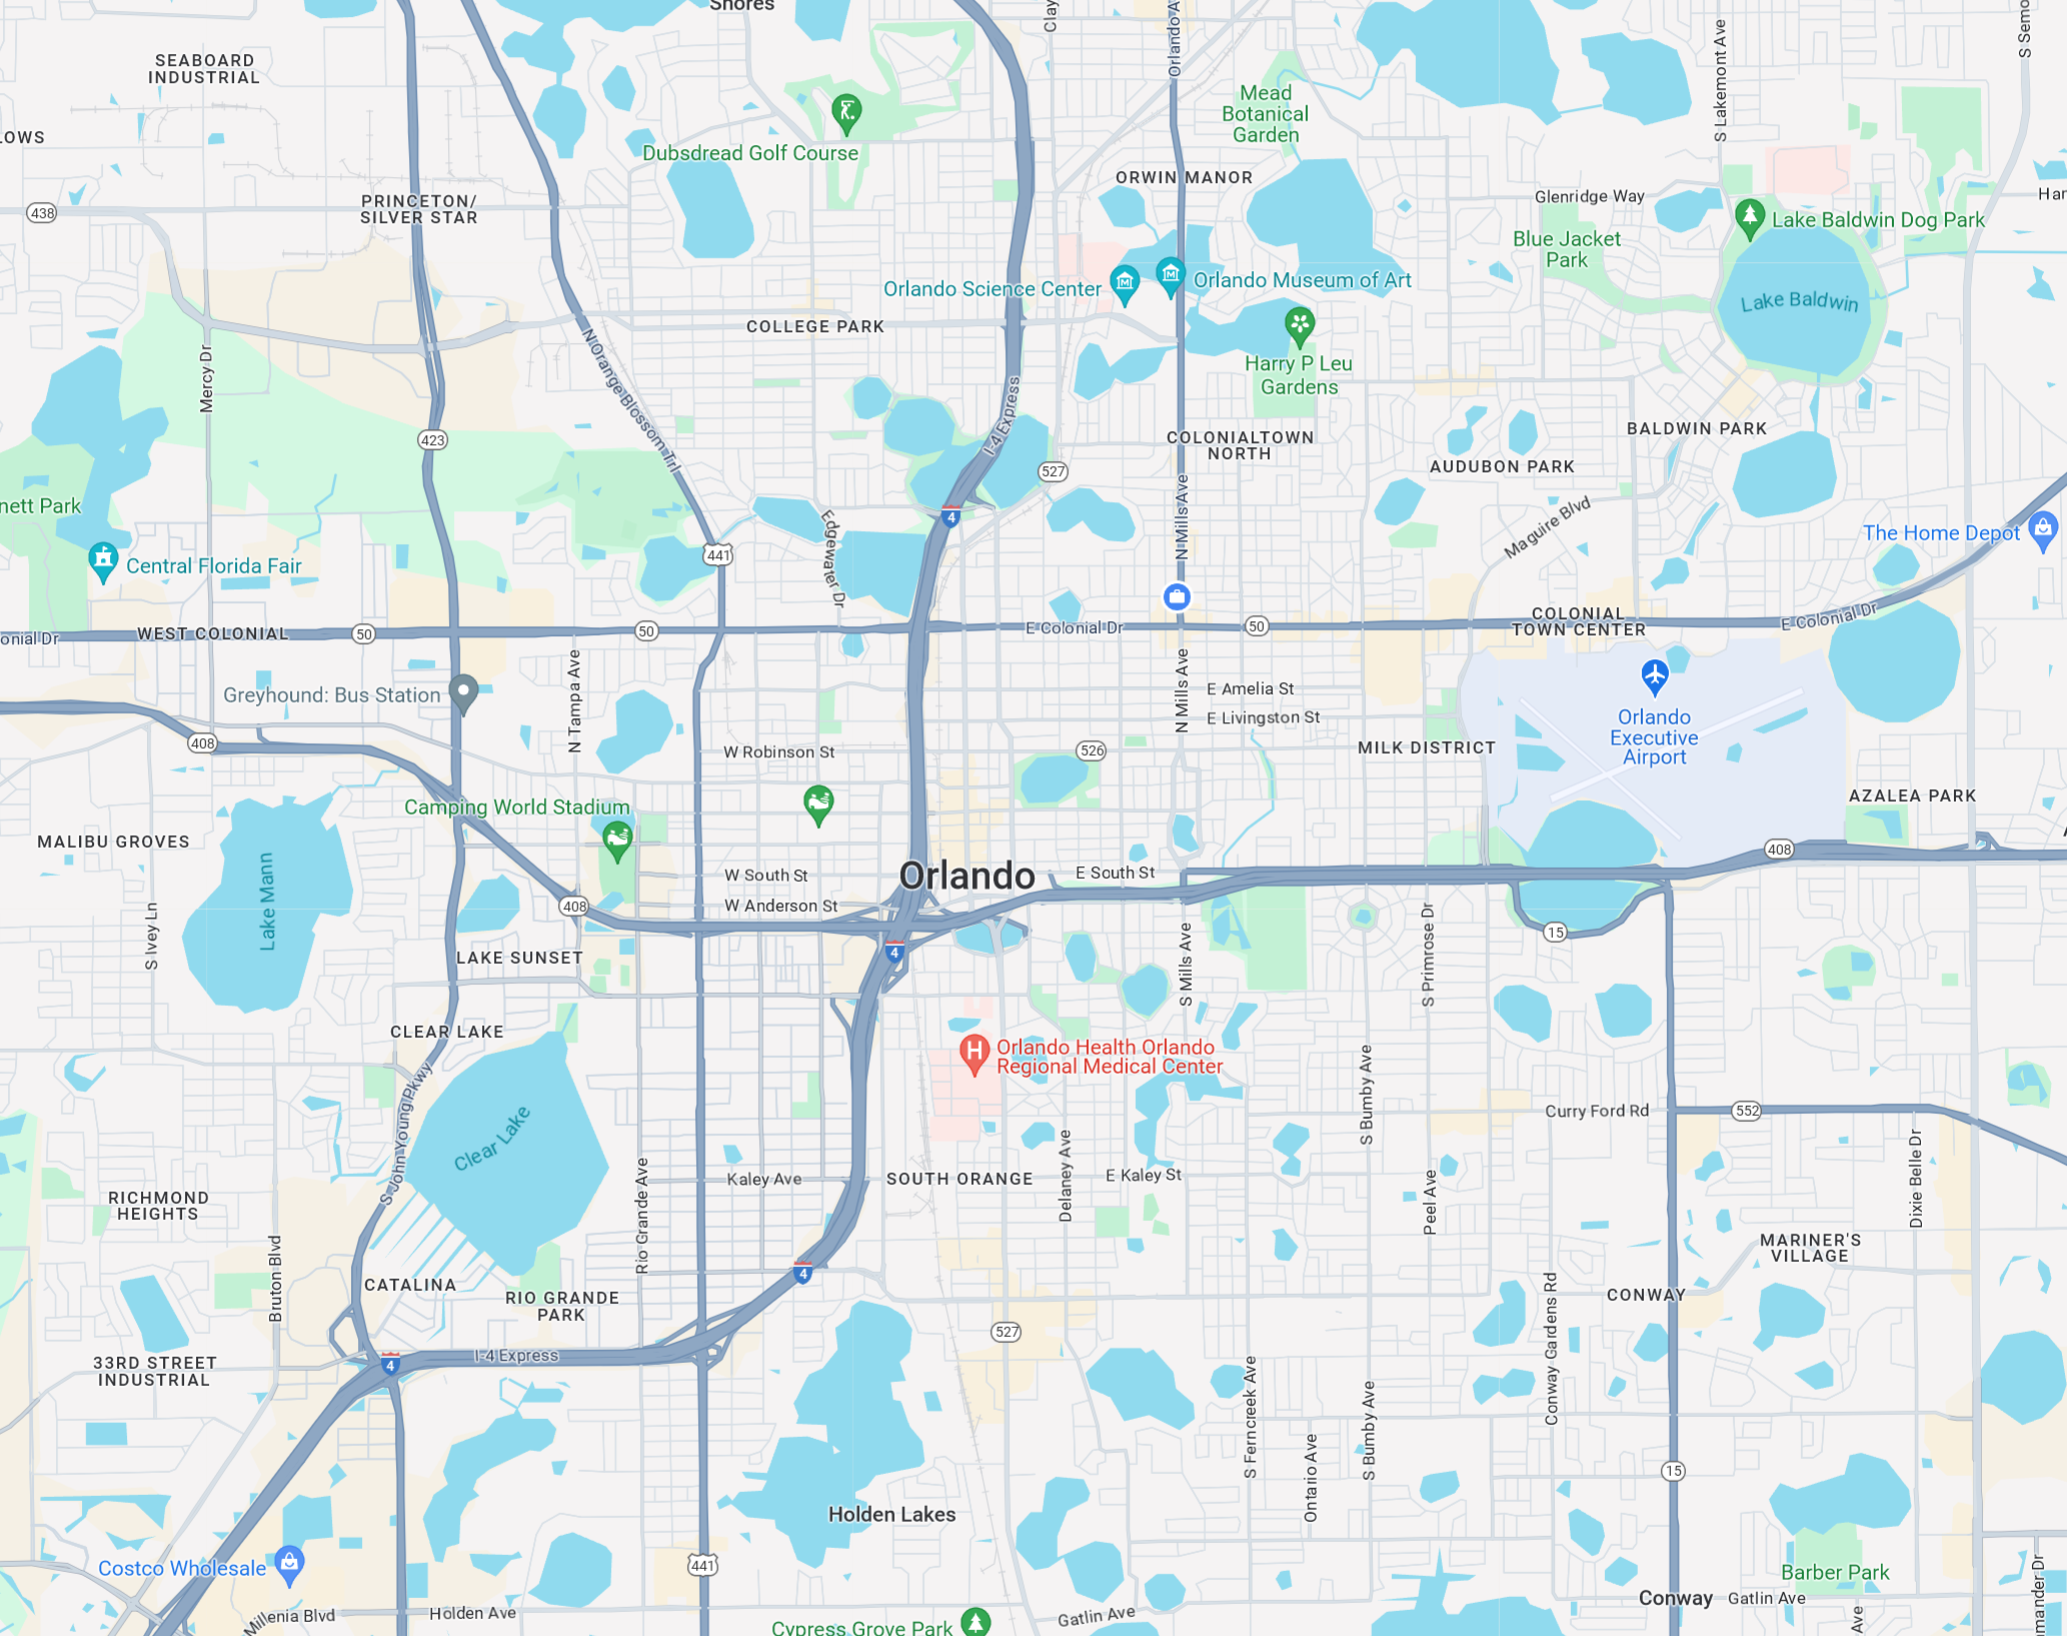 Shores
Clay
Orlando A
S Lakemont Ave
S Semo
SEABOARD
INDUSTRIAL
LOWS
438
PRINCETON/
SILVER STAR
Dubsdread Golf Course
Mead
Botanical
Garden
ORWIN MANOR
Glenridge Way
Har
Lake Baldwin Dog Park
Blue Jacket
Park
Lake Baldwin
Orlando Science Center
Orlando Museum of Art
COLLEGE PARK
Harry P Leu
Gardens
Mercy Dr
N Orange Blossom Trl
I-4 Express
423
COLONIALTOWN
NORTH
BALDWIN PARK
AUDUBON PARK
527
nett Park
4
N Mills Ave
Maguire Blvd
The Home Depot
Central Florida Fair
441
Edgewater Dr
onial Dr
WEST COLONIAL
50
50
E Colonial Dr
50
COLONIAL
TOWN CENTER
E Colonial Dr
Greyhound: Bus Station
N Tampa Ave
N Mills Ave
E Amelia St
E Livingston St
Orlando
Executive
Airport
408
W Robinson St
526
MILK DISTRICT
Camping World Stadium
AZALEA PARK
MALIBU GROVES
408
Lake Mann
W South St
Orlando
E South St
408
W Anderson St
S Ivey Ln
LAKE SUNSET
4
S Mills Ave
S Primrose Dr
15
CLEAR LAKE
Orlando Health Orlando
Regional Medical Center
S John Young Pkwy
Clear Lake
S Bumby Ave
Curry Ford Rd
552
Kaley Ave
SOUTH ORANGE
Delaney Ave
E Kaley St
Peel Ave
Dixie Belle Dr
RICHMOND
HEIGHTS
Rio Grande Ave
Bruton Blvd
CATALINA
4
RIO GRANDE
PARK
MARINER'S
VILLAGE
CONWAY
Conway Gardens Rd
527
33RD STREET
INDUSTRIAL
4
I-4 Express
S Ferncreek Ave
S Bumby Ave
Ontario Ave
15
Holden Lakes
Costco Wholesale
441
Barber Park
Millenia Blvd
Holden Ave
Cypress Grove Park
Gatlin Ave
Conway
Gatlin Ave
Ave
mmander Dr